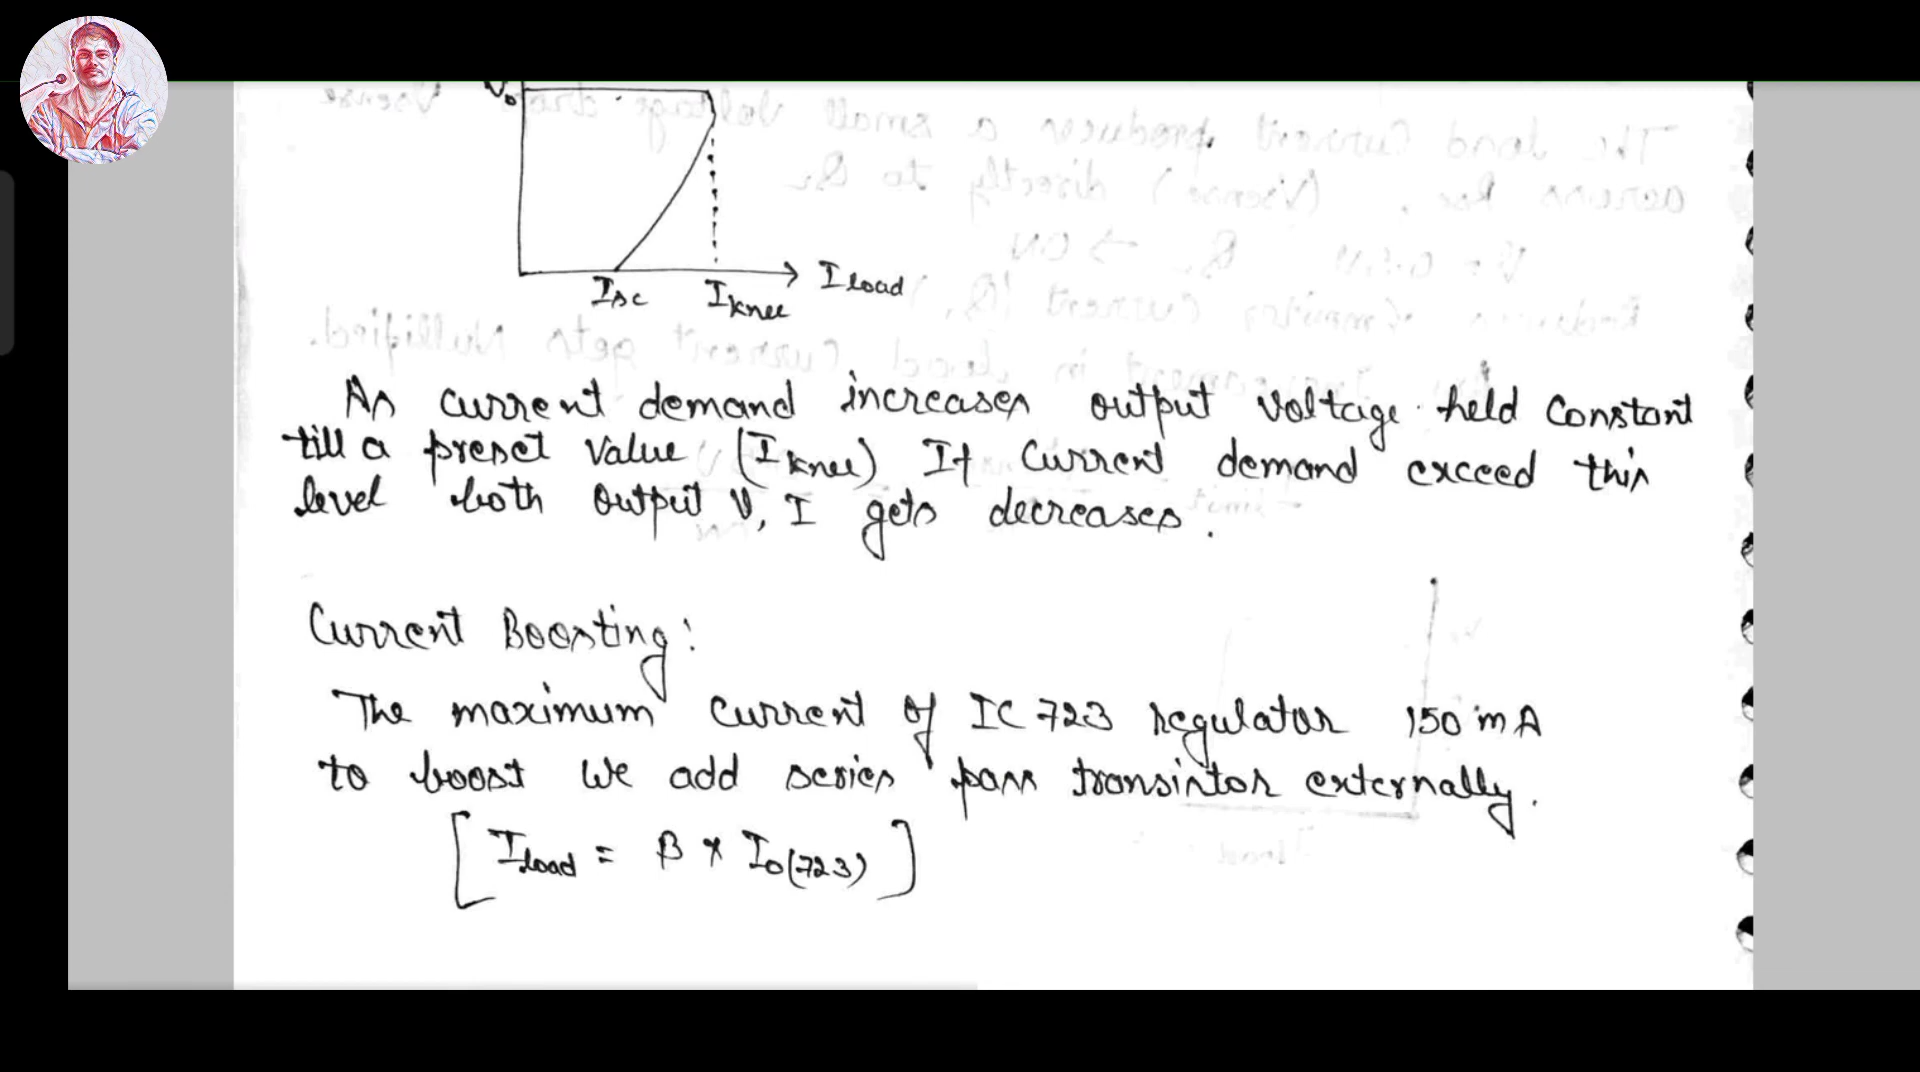 Vo
Isc Iknee Iload
As current demand increases output voltage held constant
till a preset value (Iknee) If current demand exceed this
level both output V, I gets decreases.
Current Boosting:
The maximum current of IC 723 regulator 150 mA
to boost we add series pass transistor externally.
[Iload = β * Io(723)]